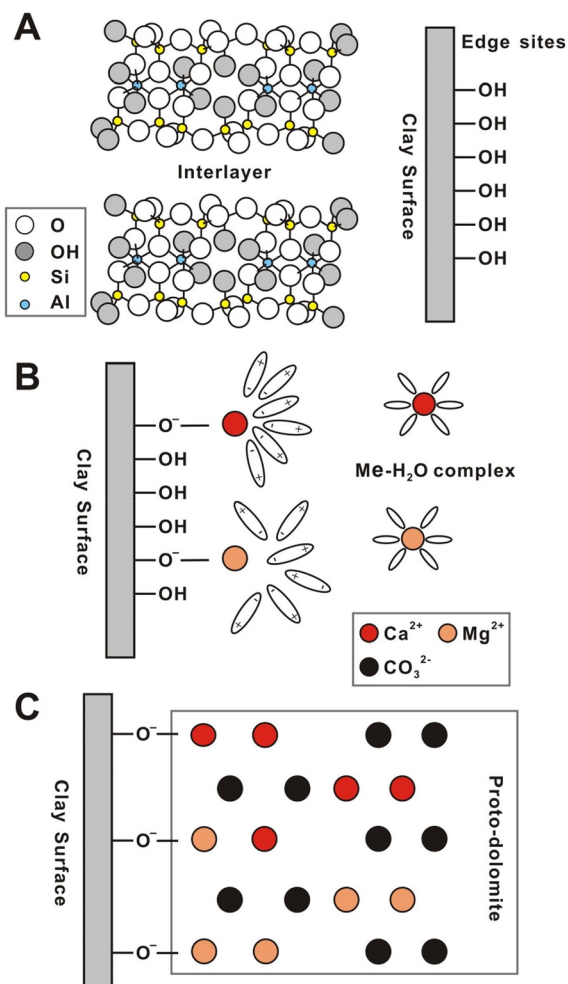 A
Edge sites
Clay Surface
OH
OH
OH
OH
OH
OH
Interlayer
O
OH
Si
Al
B
Clay Surface
O⁻
OH
OH
OH
O⁻
OH
Me-H₂O complex
Ca²⁺
Mg²⁺
CO₃²⁻
C
Clay Surface
O⁻
O⁻
O⁻
Proto-dolomite